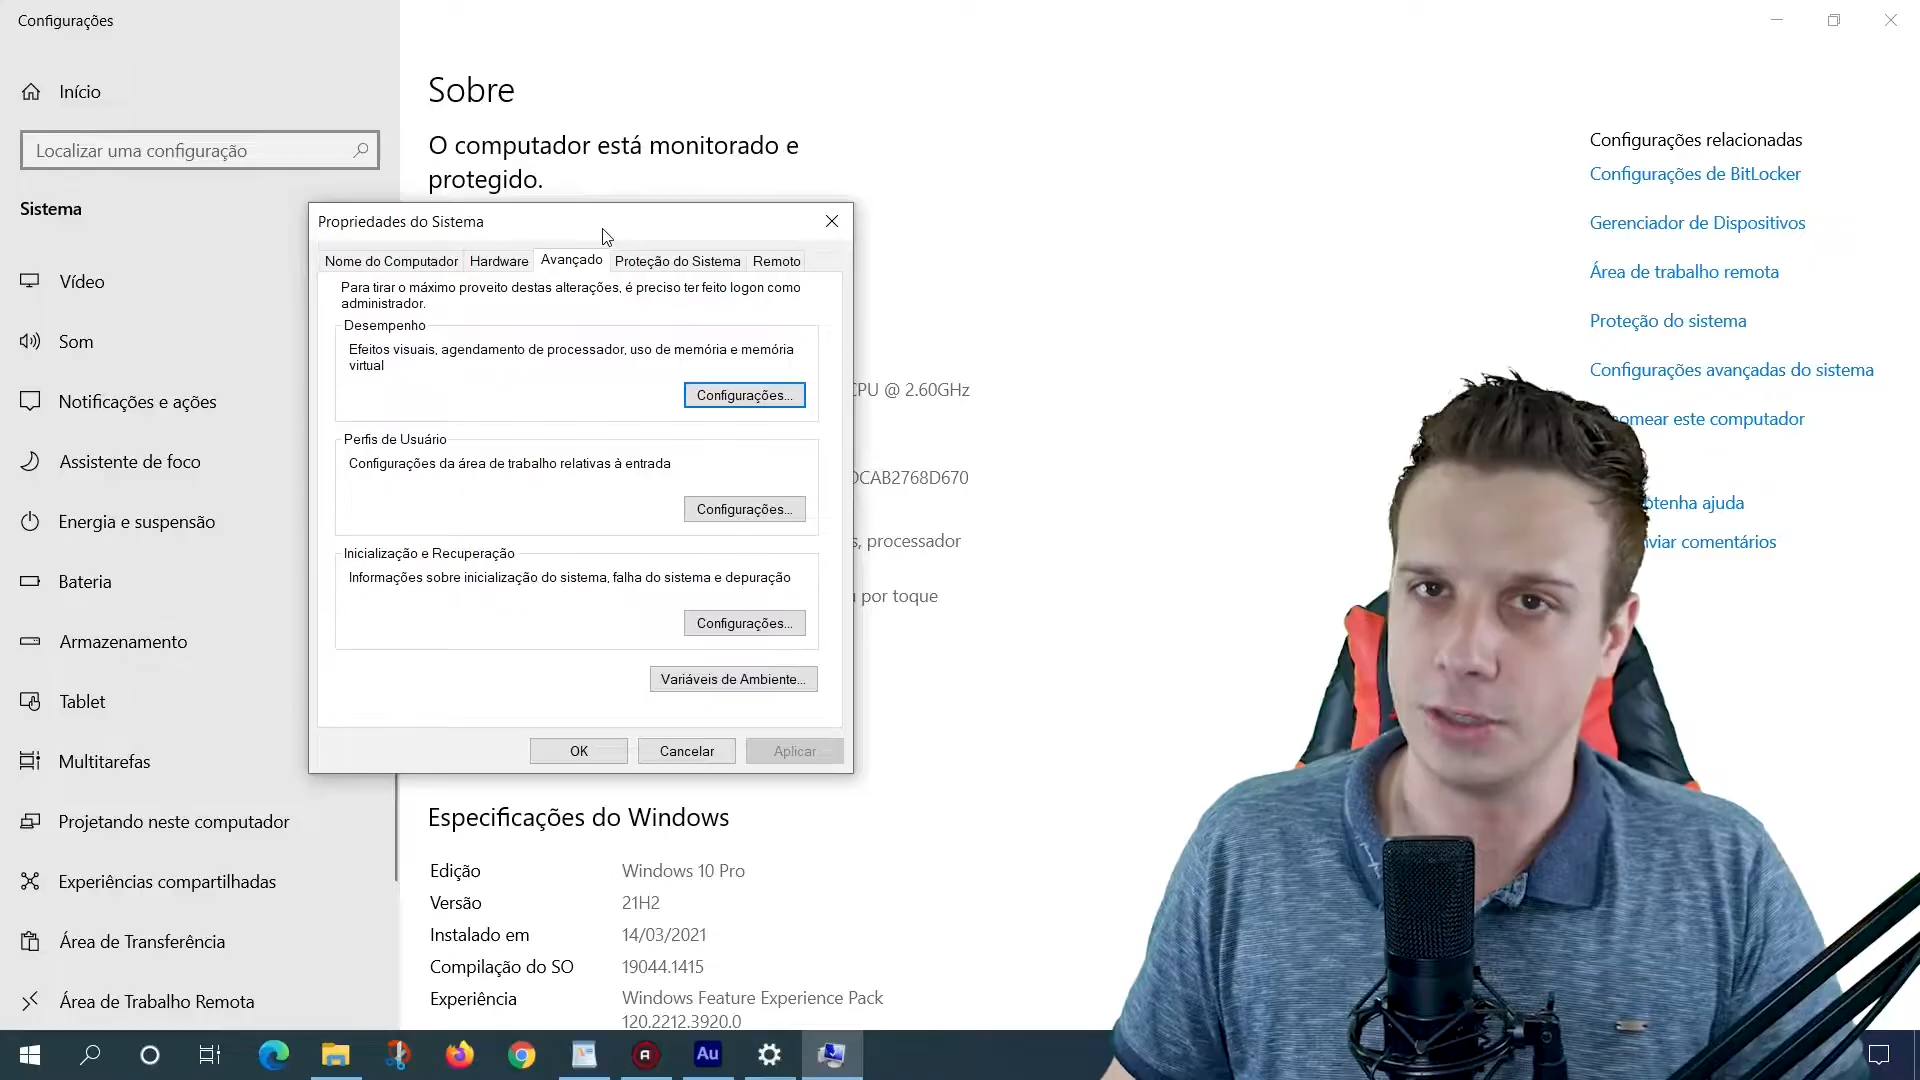 Configurações
Início
Localizar uma configuração
Sistema
Vídeo
Som
Notificações e ações
Assistente de foco
Energia e suspensão
Bateria
Armazenamento
Tablet
Multitarefas
Projetando neste computador
Experiências compartilhadas
Área de Transferência
Área de Trabalho Remota
Sobre
O computador está monitorado e
protegido.
Propriedades do Sistema
Nome do Computador
Hardware
Avançado
Proteção do Sistema
Remoto
Para tirar o máximo proveito destas alterações, é preciso ter feito logon como
administrador.
Desempenho
Efeitos visuais, agendamento de processador, uso de memória e memória
virtual
Configurações...
Perfis de Usuário
Configurações da área de trabalho relativas à entrada
Configurações...
Inicialização e Recuperação
Informações sobre inicialização do sistema, falha do sistema e depuração
Configurações...
Variáveis de Ambiente...
OK
Cancelar
Aplicar
CPU @ 2.60GHz
DCAB2768D670
s, processador
por toque
Especificações do Windows
Edição Windows 10 Pro
Versão 21H2
Instalado em 14/03/2021
Compilação do SO 19044.1415
Experiência Windows Feature Experience Pack
120.2212.3920.0
Configurações relacionadas
Configurações de BitLocker
Gerenciador de Dispositivos
Área de trabalho remota
Proteção do sistema
Configurações avançadas do sistema
nomear este computador
btenha ajuda
nviar comentários
Au